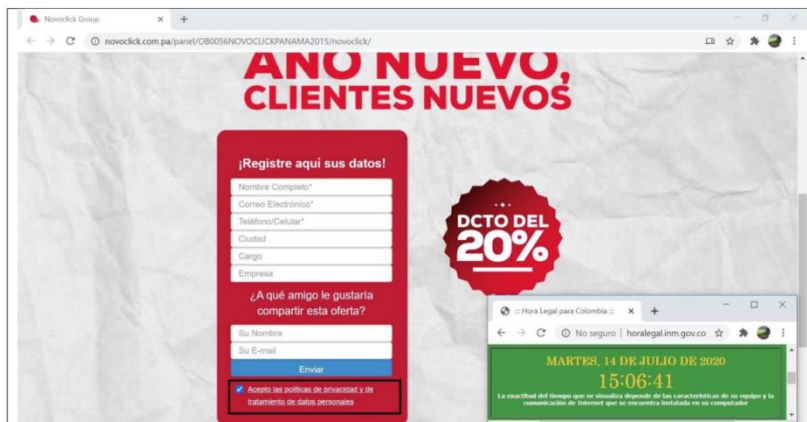 Novoclick Group
novoclick.com.pa/panel/OB0056NOVOCLICKPANAMA2015/novoclick/
AÑO NUEVO,
CLIENTES NUEVOS
¡Registre aquí sus datos!
Nombre Completo*
Correo Electrónico*
Teléfono/Celular*
Ciudad
Cargo
Empresa
¿A qué amigo le gustaría
compartir esta oferta?
Su Nombre
Su E-mail
Enviar
Acepto las políticas de privacidad y de
tratamiento de datos personales
DCTO DEL
20%
::: Hora Legal para Colombia :::
No seguro | horalegal.inm.gov.co
MARTES, 14 DE JULIO DE 2020
15:06:41
La exactitud del tiempo que se visualiza depende de las características de su equipo y la
comunicación de Internet que se encuentra instalada en su computador